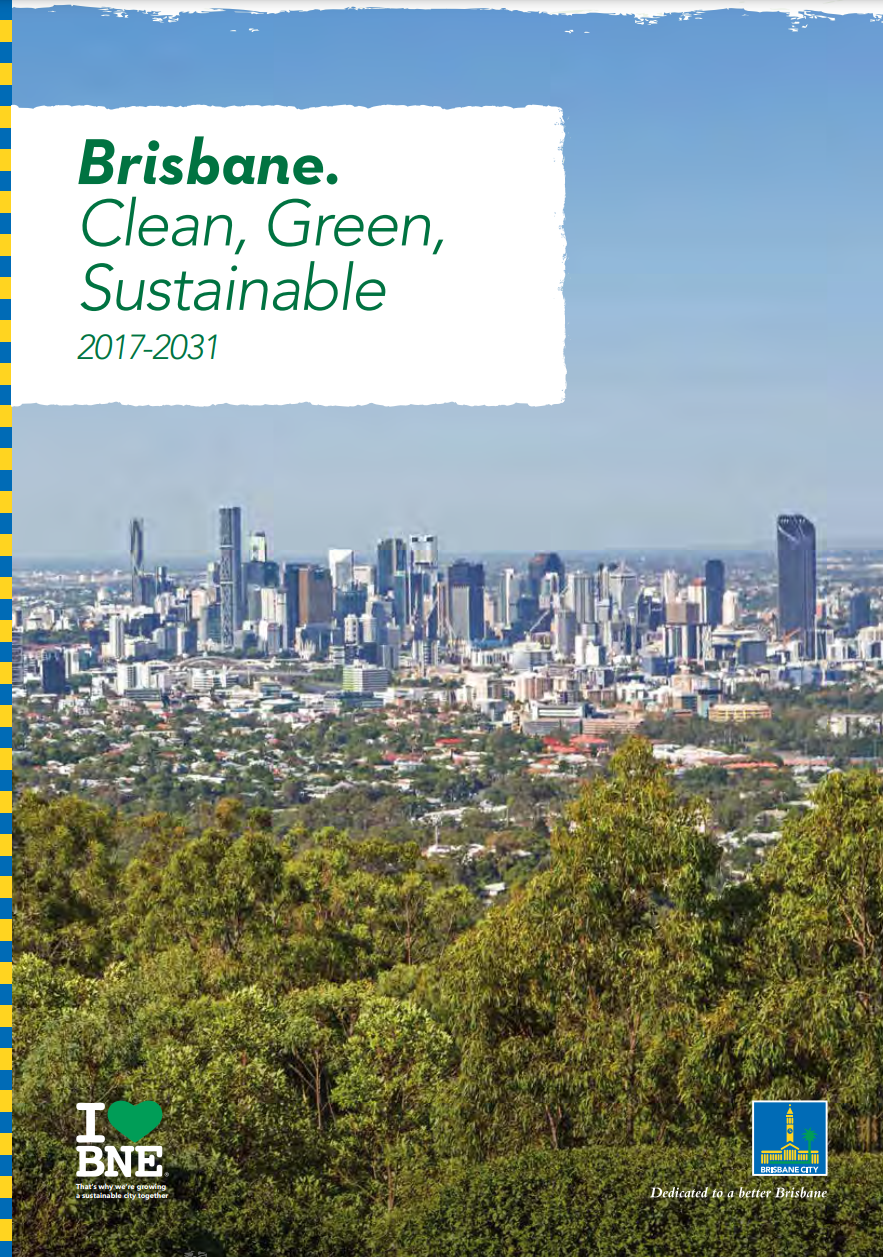 Brisbane.
Clean, Green,
Sustainable
2017-2031
I
BNE
That's why we're growing
a sustainable city together
BRISBANE CITY
Dedicated to a better Brisbane